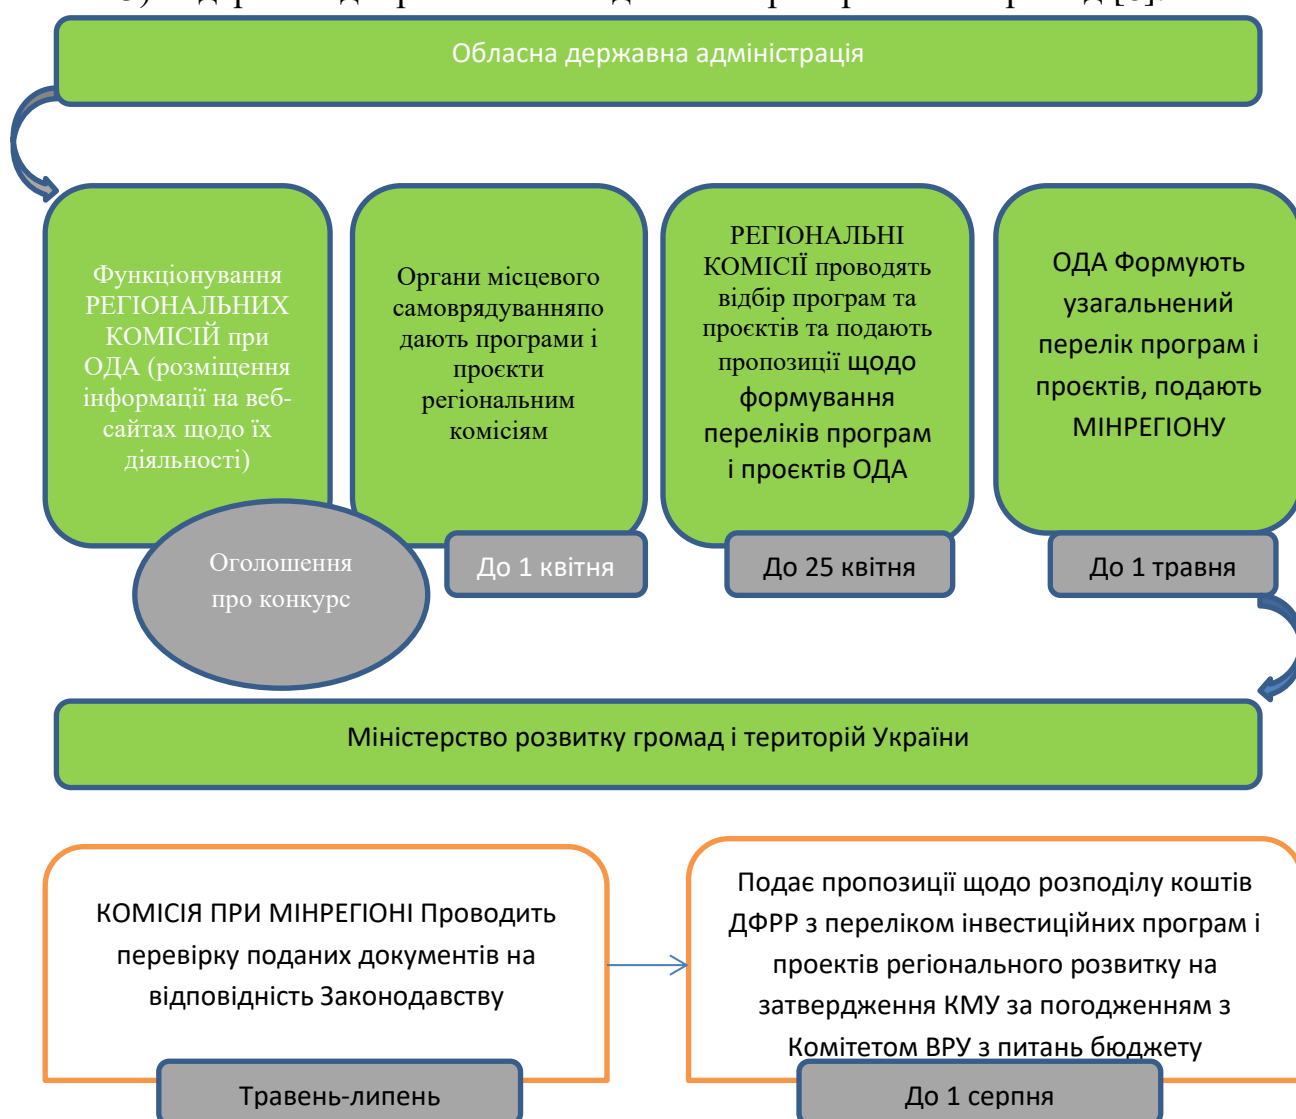 Обласна державна адміністрація
Функціонування
РЕГІОНАЛЬНИХ
КОМІСІЙ при
ОДА (розміщення
інформації на веб-
сайтах щодо їх
діяльності)
Оголошення
про конкурс
Органи місцевого
самоврядуванняпо
дають програми і
проєкти
регіональним
комісіям
До 1 квітня
РЕГІОНАЛЬНІ
КОМІСІЇ проводять
відбір програм та
проєктів та подають
пропозиції щодо
формування
переліків програм
і проєктів ОДА
До 25 квітня
ОДА Формують
узагальнений
перелік програм і
проєктів, подають
МІНРЕГІОНУ
До 1 травня
Міністерство розвитку громад і територій України
КОМІСІЯ ПРИ МІНРЕГІОНІ Проводить
перевірку поданих документів на
відповідність Законодавству
Травень-липень
Подає пропозиції щодо розподілу коштів
ДФРР з переліком інвестиційних програм і
проектів регіонального розвитку на
затвердження КМУ за погодженням з
Комітетом ВРУ з питань бюджету
До 1 серпня